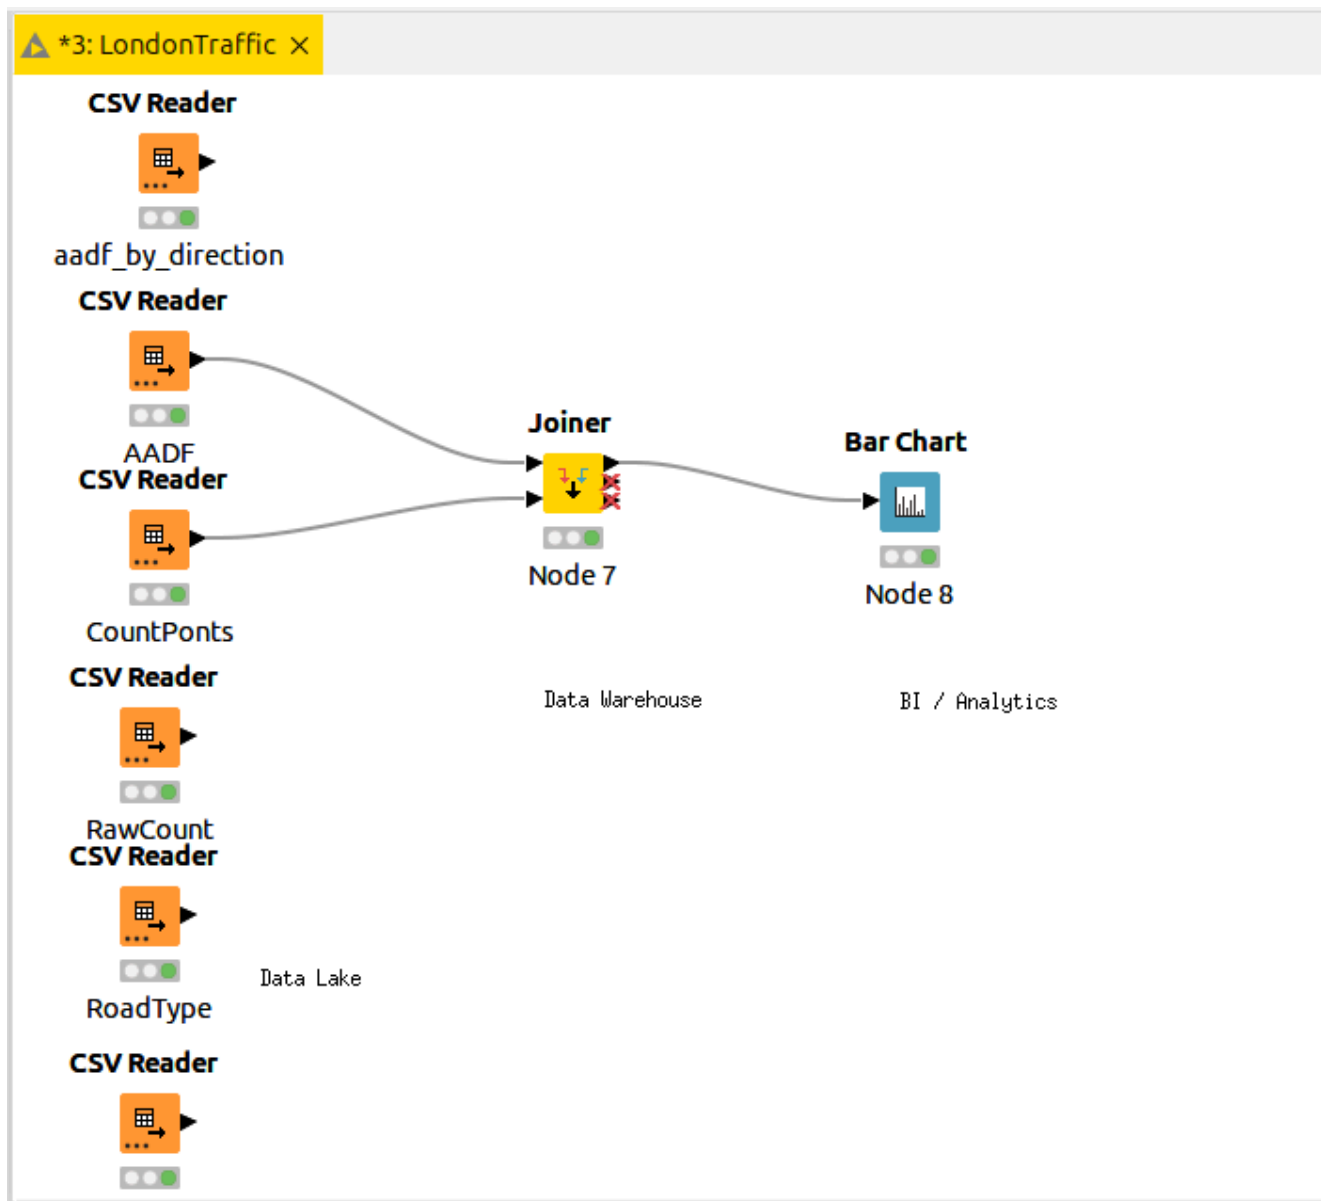 *3: LondonTraffic ×
CSV Reader
aadf_by_direction
CSV Reader
AADF
CSV Reader
CountPonts
Joiner
Node 7
Bar Chart
Node 8
CSV Reader
RawCount
Data Warehouse
BI / Analytics
CSV Reader
RoadType
Data Lake
CSV Reader